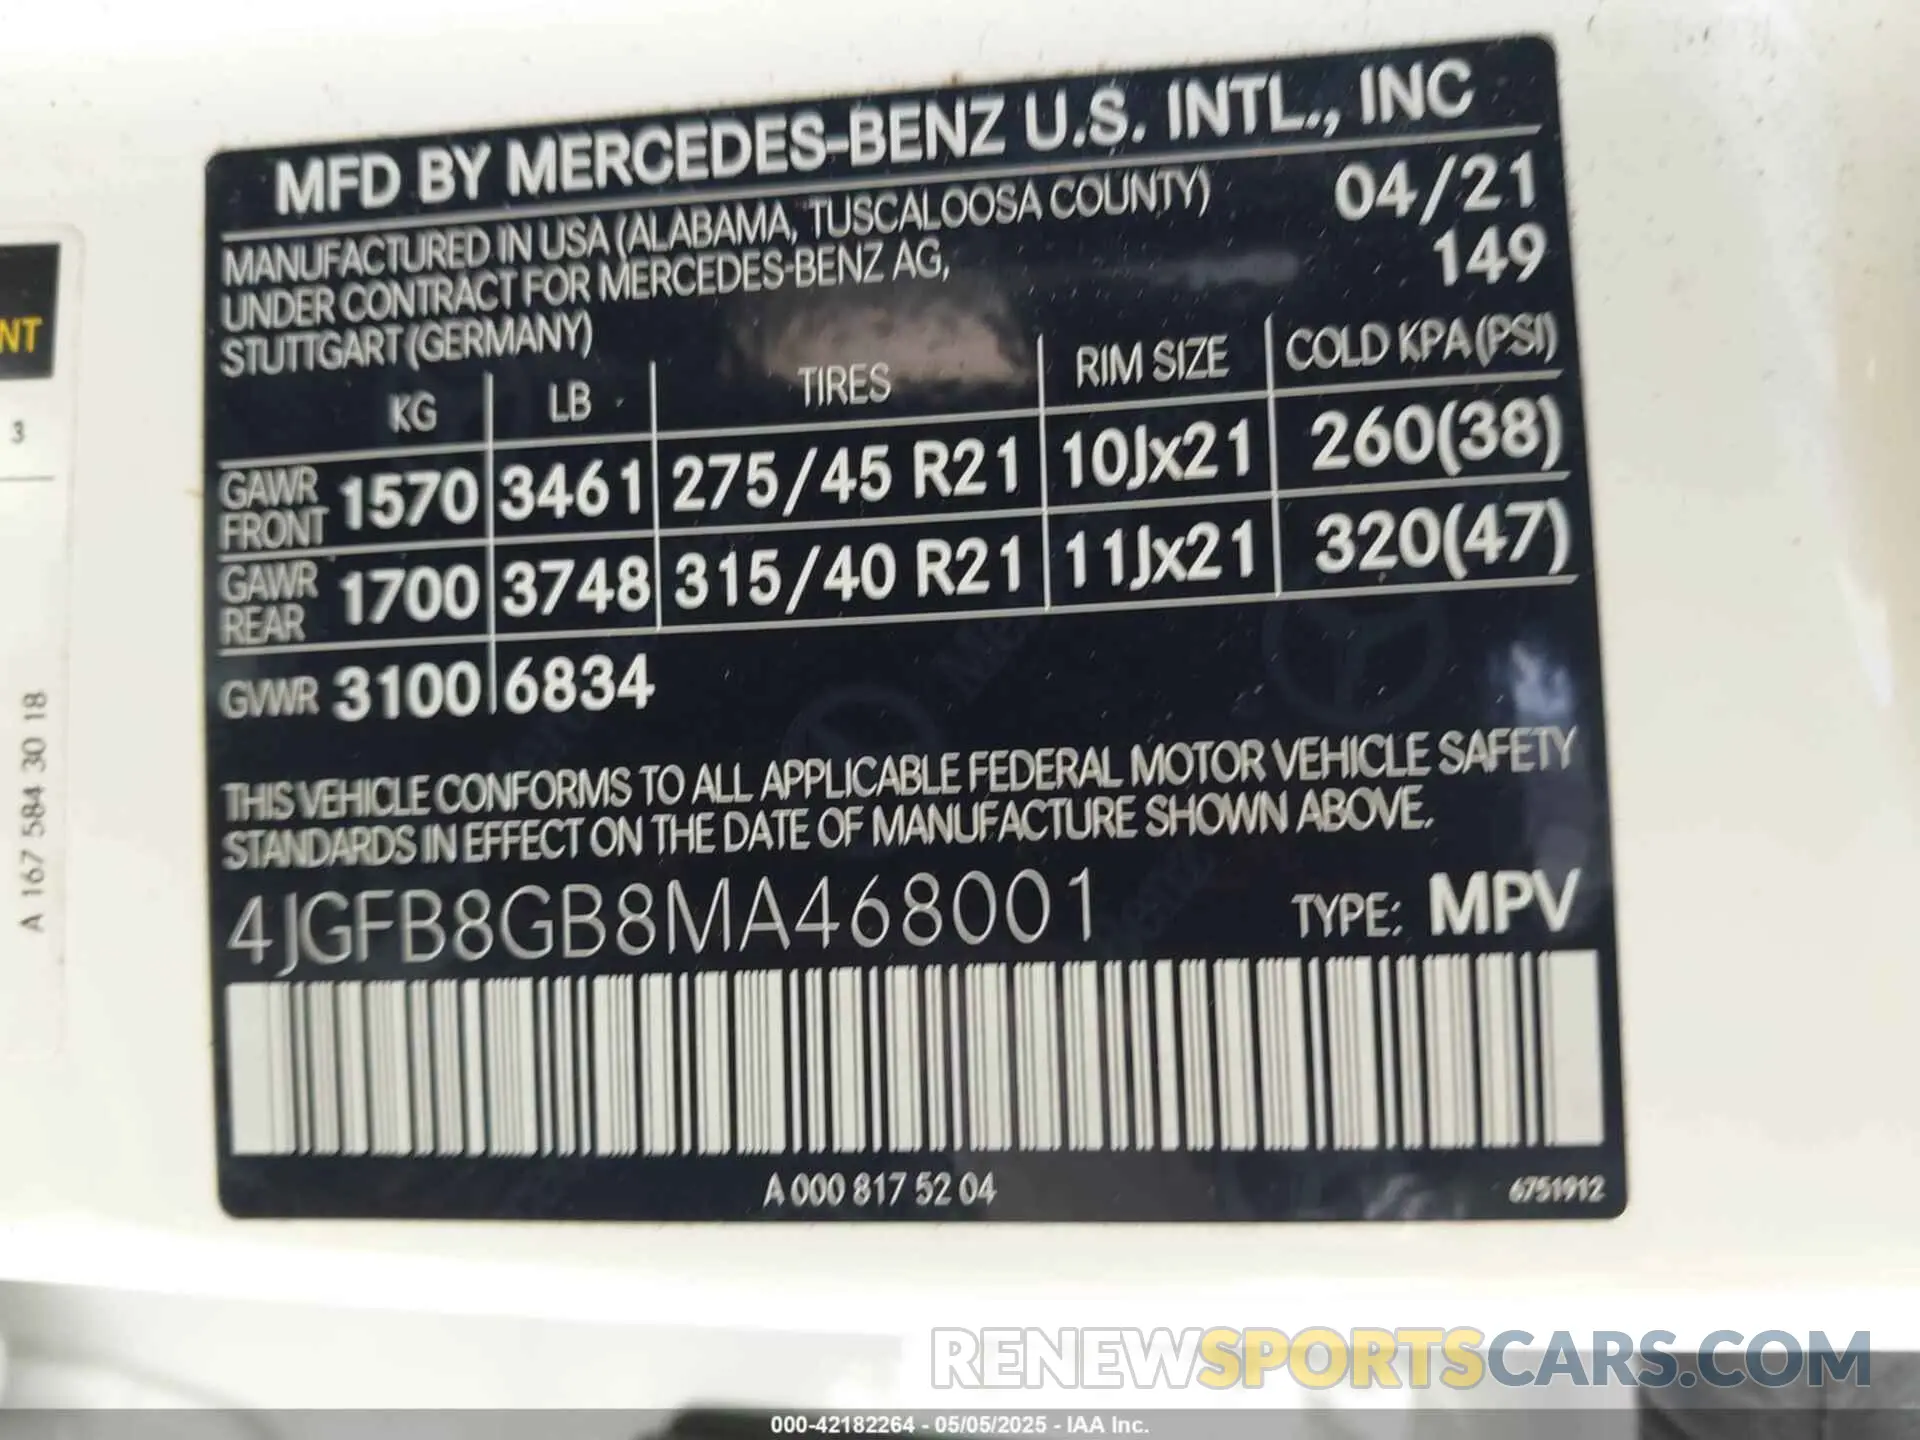 MFD BY MERCEDES-BENZ U.S. INTL., INC
MANUFACTURED IN USA (ALABAMA, TUSCALOOSA COUNTY) 04/21
UNDER CONTRACT FOR MERCEDES-BENZ AG, 149
STUTTGART (GERMANY)
KG LB TIRES RIM SIZE COLD KPA (PSI)
GAWR FRONT 1570 3461 275/45 R21 10Jx21 260(38)
GAWR REAR 1700 3748 315/40 R21 11Jx21 320(47)
GVWR 3100 6834
THIS VEHICLE CONFORMS TO ALL APPLICABLE FEDERAL MOTOR VEHICLE SAFETY
STANDARDS IN EFFECT ON THE DATE OF MANUFACTURE SHOWN ABOVE.
4JGFB8GB8MA468001 TYPE: MPV
A 000 817 52 04 6751912
NT
3
A 167 584 30 18
RENEWSPORTSCARS.COM
000-42182264 - 05/05/2025 - IAA Inc.